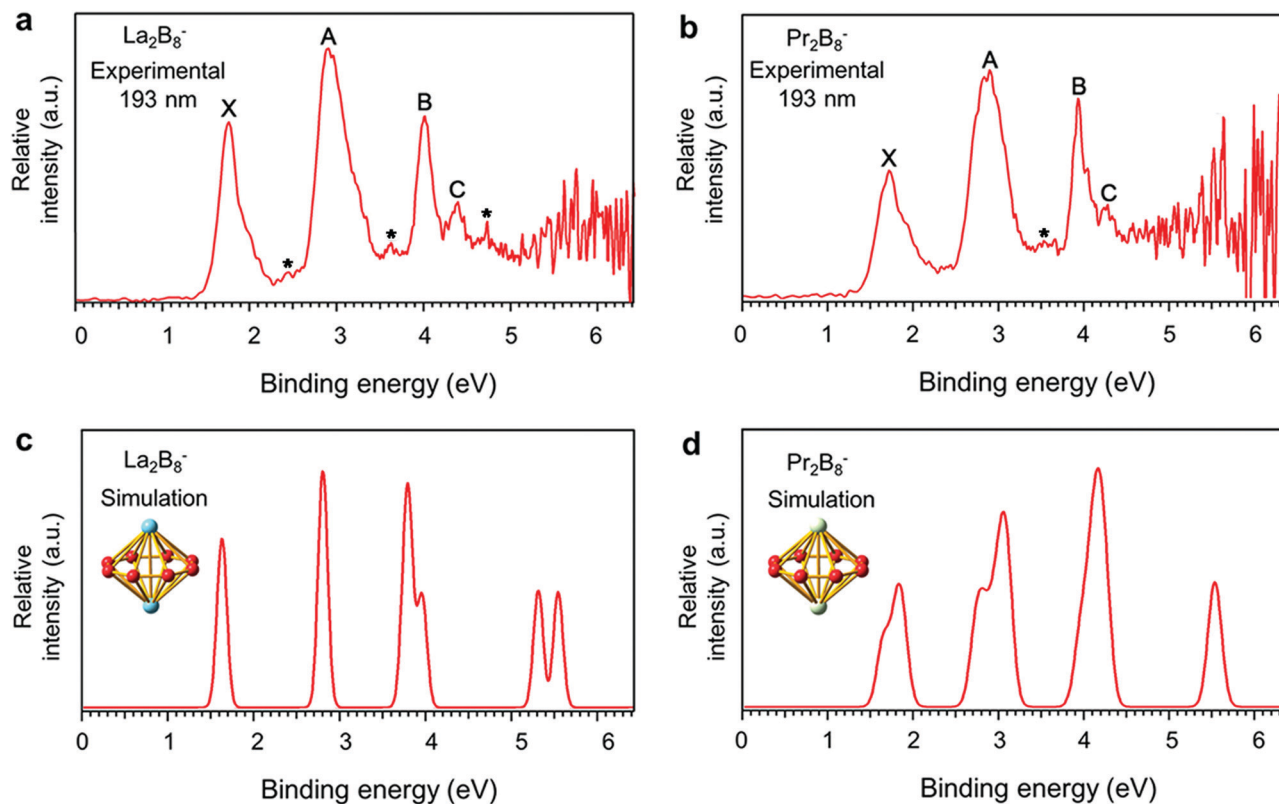 a
La₂B₈⁻
Experimental
193 nm
X
A
B
C
*
*
*
Relative
intensity (a.u.)
0 1 2 3 4 5 6
Binding energy (eV)
b
Pr₂B₈⁻
Experimental
193 nm
X
A
B
C
*
Relative
intensity (a.u.)
0 1 2 3 4 5 6
Binding energy (eV)
c
La₂B₈⁻
Simulation
Relative
intensity (a.u.)
0 1 2 3 4 5 6
Binding energy (eV)
d
Pr₂B₈⁻
Simulation
Relative
intensity (a.u.)
0 1 2 3 4 5 6
Binding energy (eV)